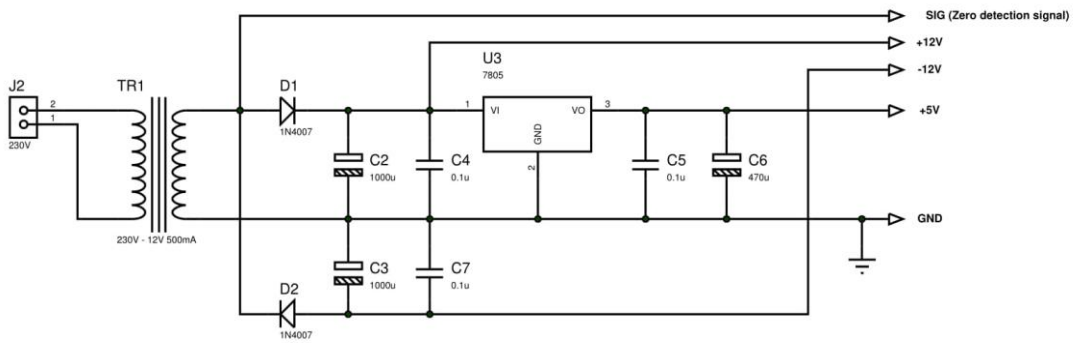 SIG (Zero detection signal)
+12V
-12V
U3
7805
J2
TR1
D1
2
1
230V
1N4007
1
VI
VO
3
+5V
GND
2
C2
1000u
C4
0.1u
C5
0.1u
C6
470u
GND
230V - 12V 500mA
C3
1000u
C7
0.1u
D2
1N4007